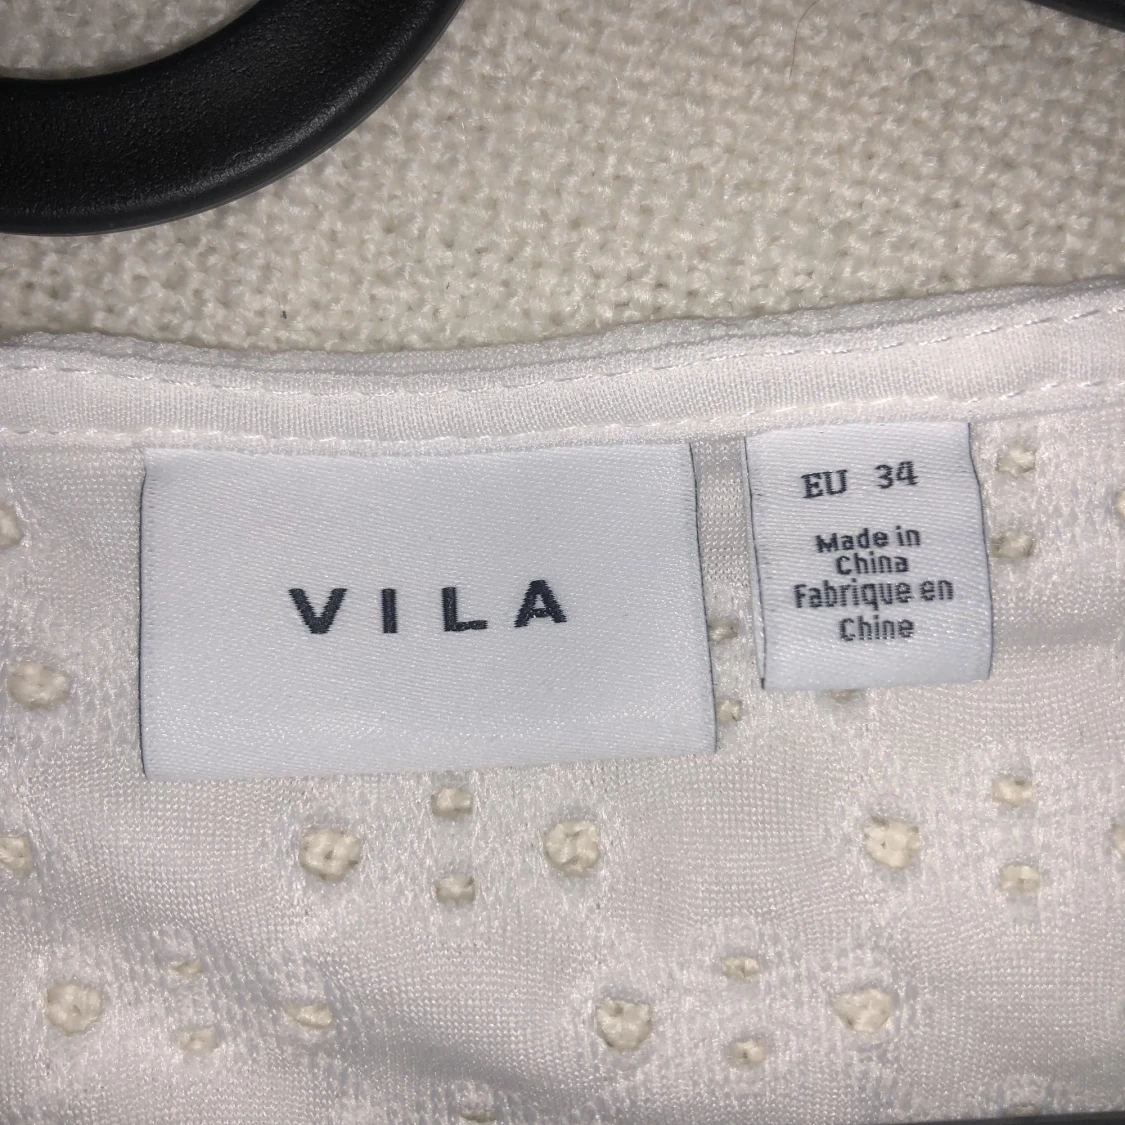 VILA
EU 34
Made in
China
Fabrique en
Chine